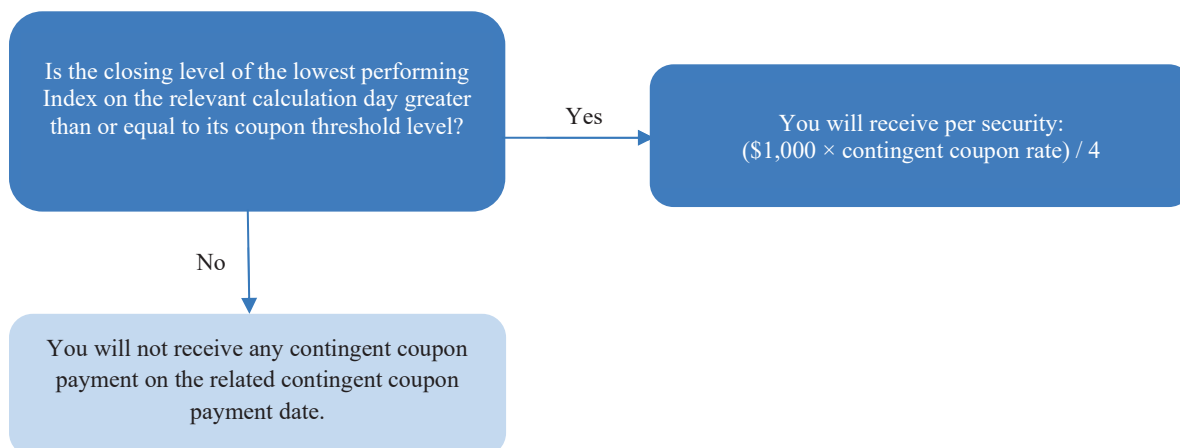 Is the closing level of the lowest performing
Index on the relevant calculation day greater
than or equal to its coupon threshold level?
Yes
You will receive per security:
($1,000 × contingent coupon rate) / 4
No
You will not receive any contingent coupon
payment on the related contingent coupon
payment date.